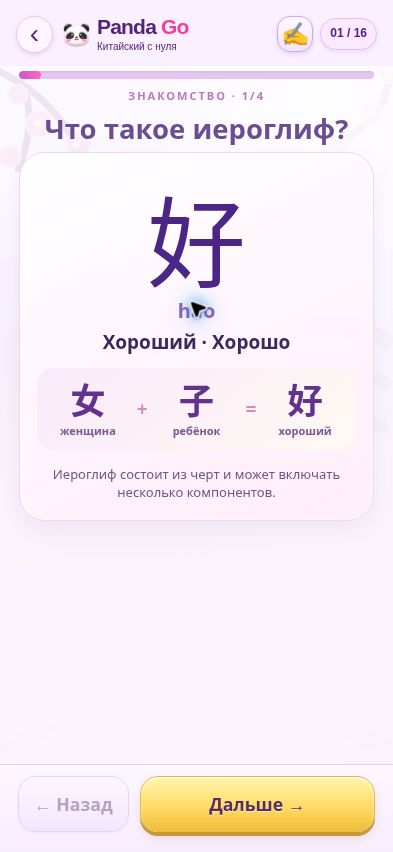 Panda Go
Китайский с нуля
01 / 16
ЗНАКОМСТВО · 1/4
Что такое иероглиф?
好
Хороший · Хорошо
女 + 子 = 好
женщина ребёнок хороший
Иероглиф состоит из черт и может включать
несколько компонентов.
← Назад
Дальше →